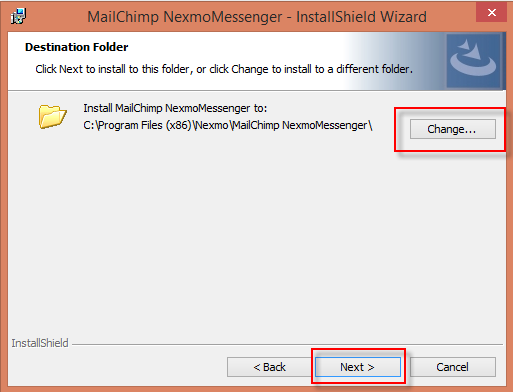 MailChimp NexmoMessenger - InstallShield Wizard
Destination Folder
Click Next to install to this folder, or click Change to install to a different folder.
Install MailChimp NexmoMessenger to:
C:\Program Files (x86)\Nexmo\MailChimp NexmoMessenger\
Change...
InstallShield
< Back
Next >
Cancel